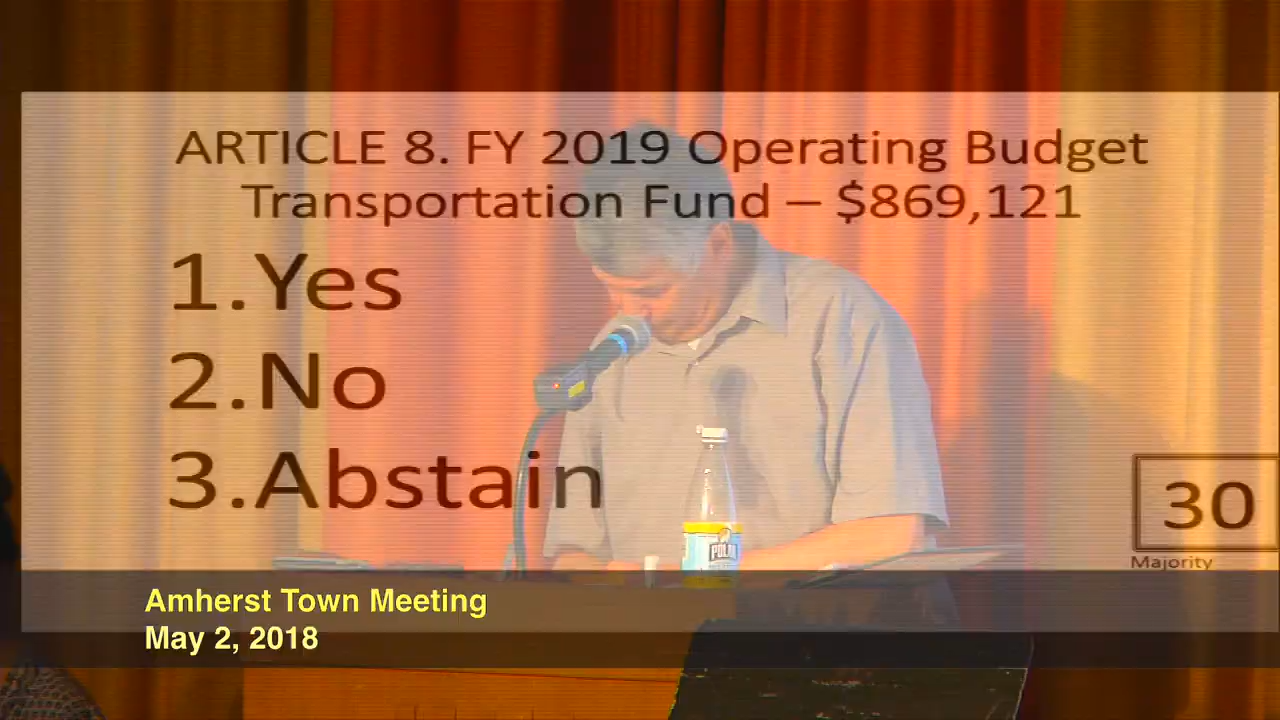 ARTICLE 8. FY 2019 Operating Budget
Transportation Fund – $869,121
1.Yes
2.No
3.Abstain
30
Majority
POLAR
Amherst Town Meeting
May 2, 2018